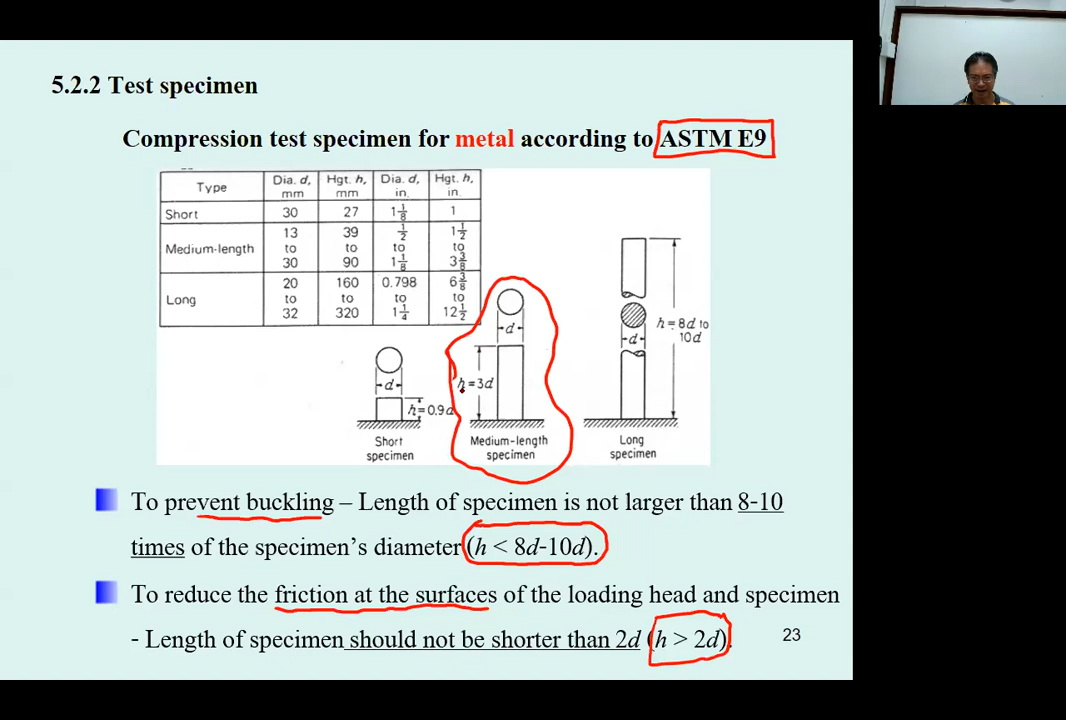 5.2.2 Test specimen
Compression test specimen for metal according to ASTM E9
Type Dia. d, mm Hgt. h, mm Dia. d, in. Hgt. h, in.
Short 30 27 1 1/8 1
Medium-length 13 to 30 39 to 90 1/2 to 1 1/8 1 1/2 to 3 3/8
Long 20 to 32 160 to 320 0.798 to 1 1/4 6 3/8 to 12 1/2
d
h=0.9d
Short
specimen
d
h=3d
Medium-length
specimen
d
h=8d to
10d
Long
specimen
To prevent buckling – Length of specimen is not larger than 8-10
times of the specimen's diameter (h < 8d-10d).
To reduce the friction at the surfaces of the loading head and specimen
- Length of specimen should not be shorter than 2d (h > 2d).
23